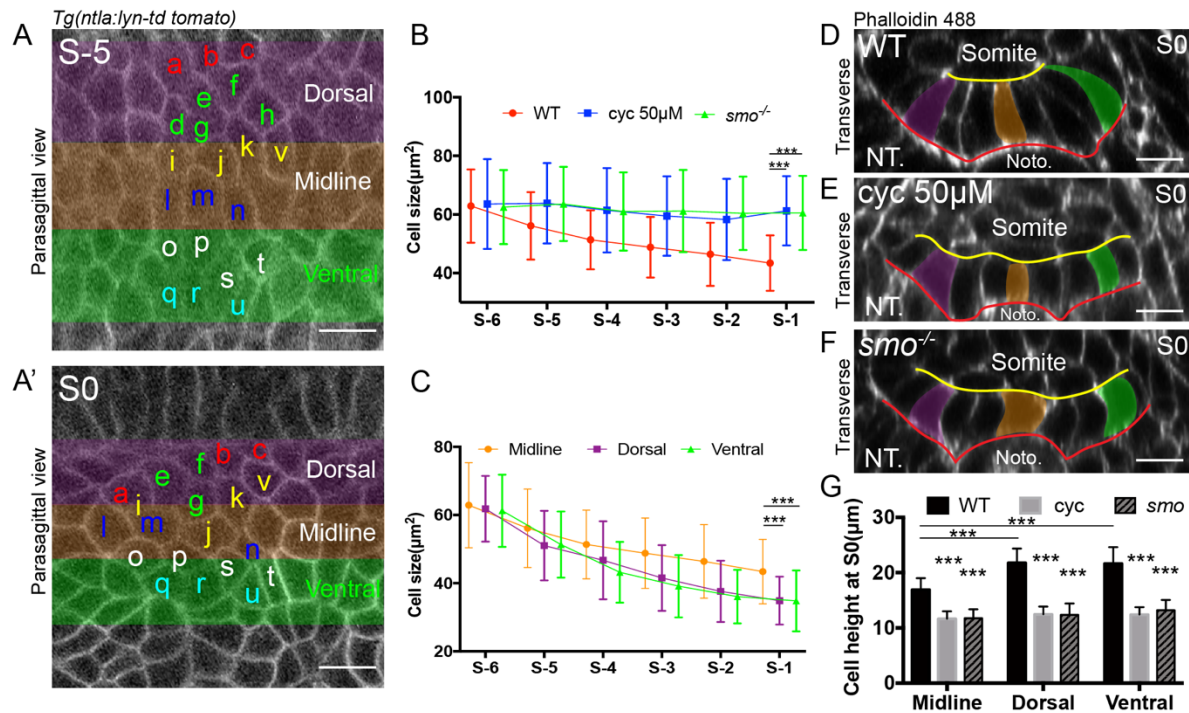 Tg(ntla:lyn-td tomato)
A
S-5
Parasagittal view
a b c
f
Dorsal
e
d g h
k
i j v
Midline
l m n
o p
s t
Ventral
q r u
A'
S0
Parasagittal view
b c
f
Dorsal
e v
a g k
i
l m j
Midline
n
o p s t
q r u
Ventral
B
WT cyc 50µM smo-/-
Cell size(µm²)
100
80
60
40
***
***
S-6 S-5 S-4 S-3 S-2 S-1
C
Midline Dorsal Ventral
Cell size(µm²)
80
60
40
20
***
***
S-6 S-5 S-4 S-3 S-2 S-1
Phalloidin 488
D
WT
S0
Somite
Transverse
NT.
Noto.
E
cyc 50µM
S0
Transverse
NT.
Noto.
F
smo-/-
S0
Somite
Transverse
NT.
Noto.
G
WT cyc smo
Cell height at S0(µm)
30
20
10
0
***
***
*** *** *** *** *** ***
Midline Dorsal Ventral